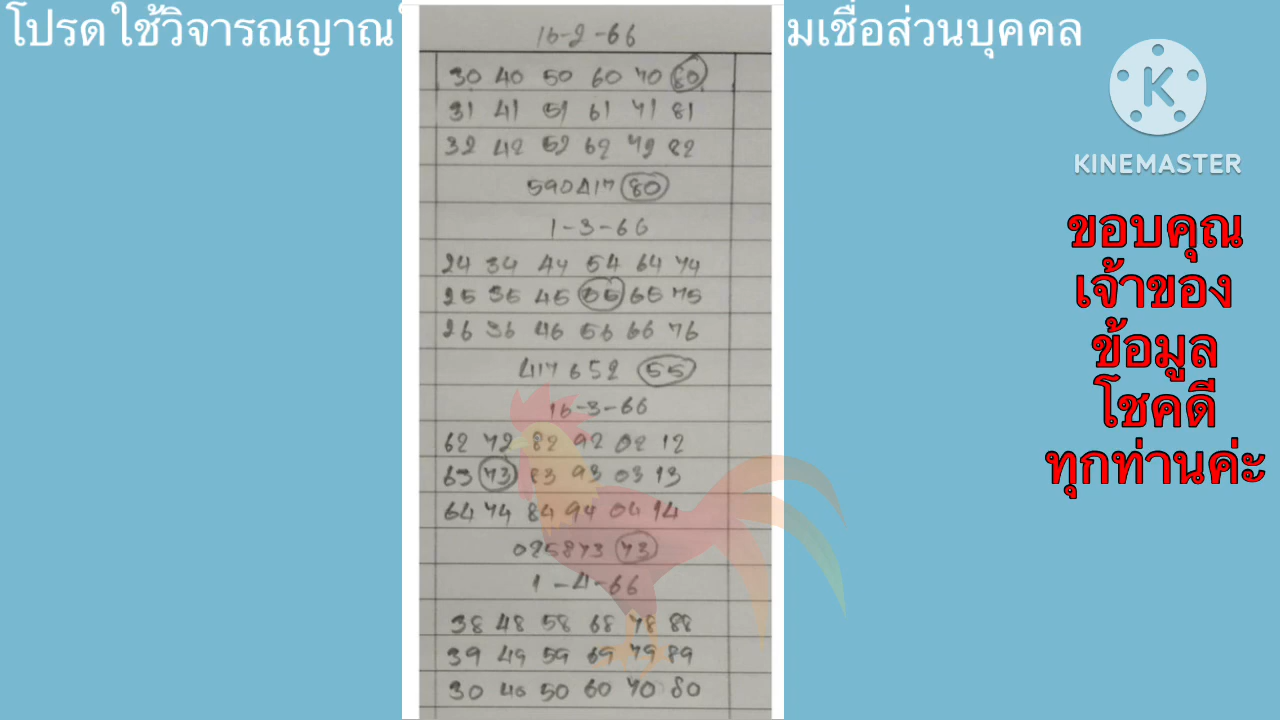 โปรดใช้วิจารณญาณ
มเชื่อส่วนบุคคล
16-2-66
30 40 50 60 70 80
31 41 51 61 71 81
32 42 52 62 72 82
590417 80
1-3-66
24 34 44 54 64 74
25 35 45 55 65 75
26 36 46 56 66 76
417652 55
16-3-66
62 72 82 92 02 12
63 73 83 93 03 13
64 74 84 94 04 14
025873 73
1-4-66
38 48 58 68 78 88
39 49 59 69 79 89
30 40 50 60 70 80
K
KINEMASTER
ขอบคุณ
เจ้าของ
ข้อมูล
โชคดี
ทุกท่านค่ะ